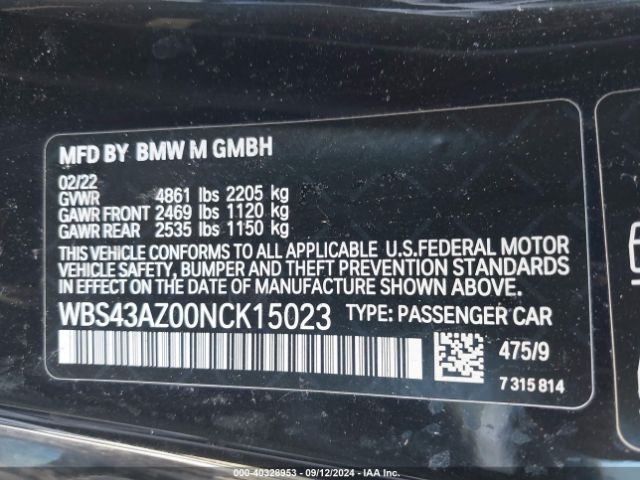 MFD BY BMW M GMBH
02/22
GVWR 4861 lbs 2205 kg
GAWR FRONT 2469 lbs 1120 kg
GAWR REAR 2535 lbs 1150 kg
THIS VEHICLE CONFORMS TO ALL APPLICABLE U.S.FEDERAL MOTOR
VEHICLE SAFETY, BUMPER AND THEFT PREVENTION STANDARDS
IN EFFECT ON THE DATE OF MANUFACTURE SHOWN ABOVE.
WBS43AZ00NCK15023 TYPE: PASSENGER CAR
475/9
7 315 814
Copy: 00 - 40328953 - 09/12/2024 - IAA Inc.